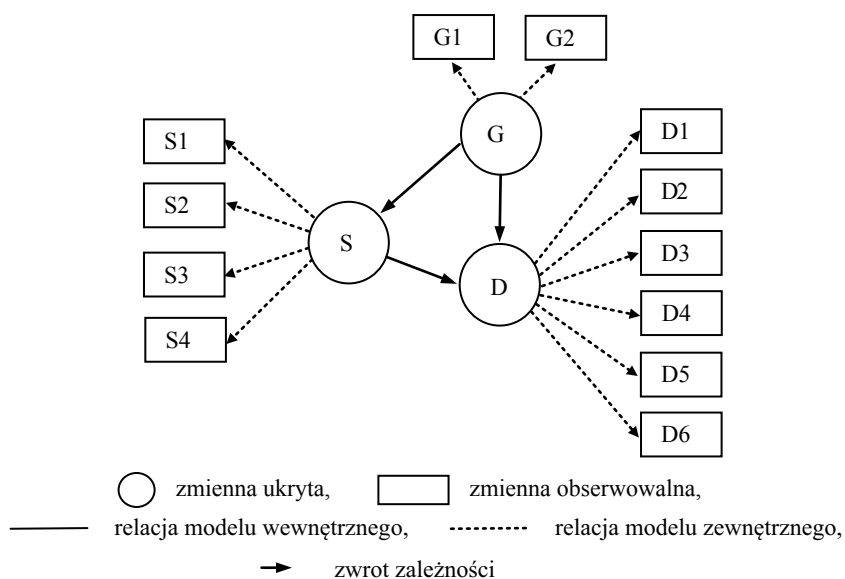 G1 G2
G
S1
S2
S3
S4
S
D
D1
D2
D3
D4
D5
D6
zmienna ukryta, zmienna obserwowalna,
relacja modelu wewnętrznego, relacja modelu zewnętrznego,
zwrot zależności